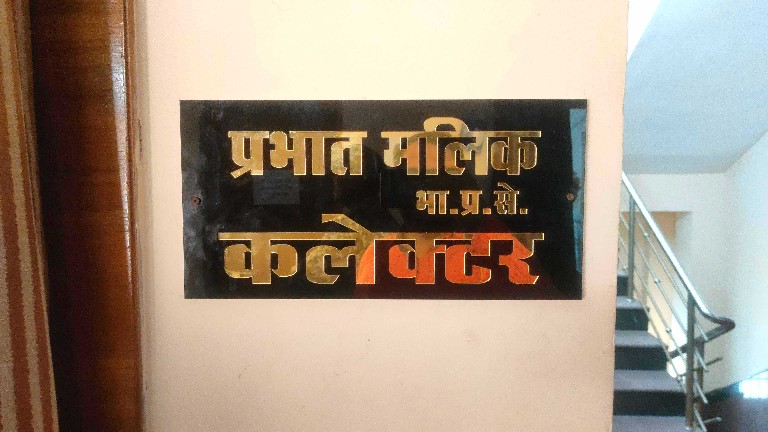 प्रभात मलिक
भा.प्र.से.
कलेक्टर